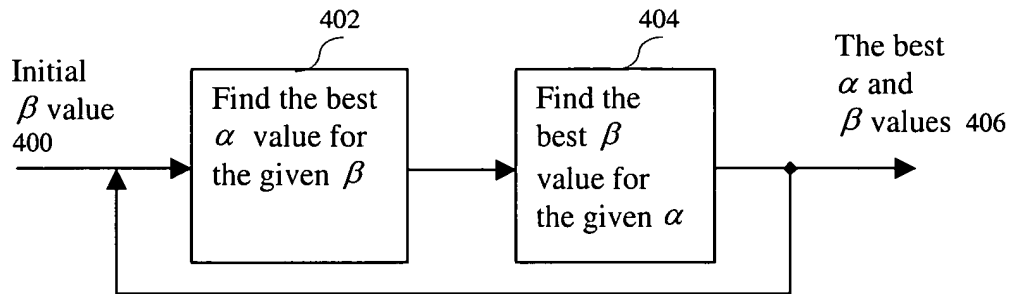 402
404
Initial
β value
400
Find the best
α value for
the given β
Find the
best β
value for
the given α
The best
α and
β values 406